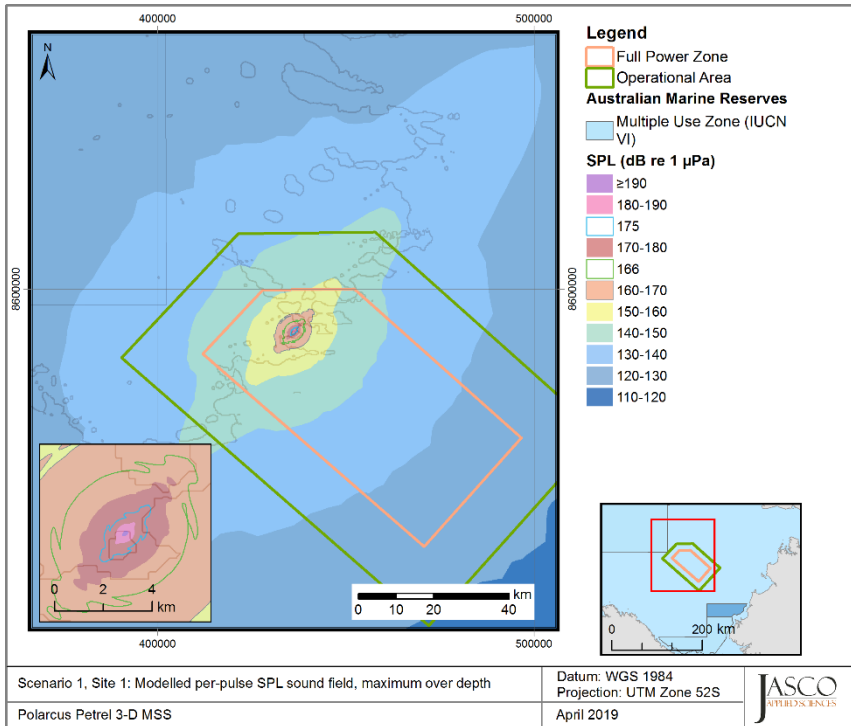 400000
500000
N
8600000
8600000
0 2 4
km
km
0 10 20 40
400000
500000
Legend
Full Power Zone
Operational Area
Australian Marine Reserves
Multiple Use Zone (IUCN
VI)
SPL (dB re 1 µPa)
≥190
180-190
175
170-180
166
160-170
150-160
140-150
130-140
120-130
110-120
200 km
0
Scenario 1, Site 1: Modelled per-pulse SPL sound field, maximum over depth
Polarcus Petrel 3-D MSS
Datum: WGS 1984
Projection: UTM Zone 52S
April 2019
JASCO
APPLIED SCIENCES